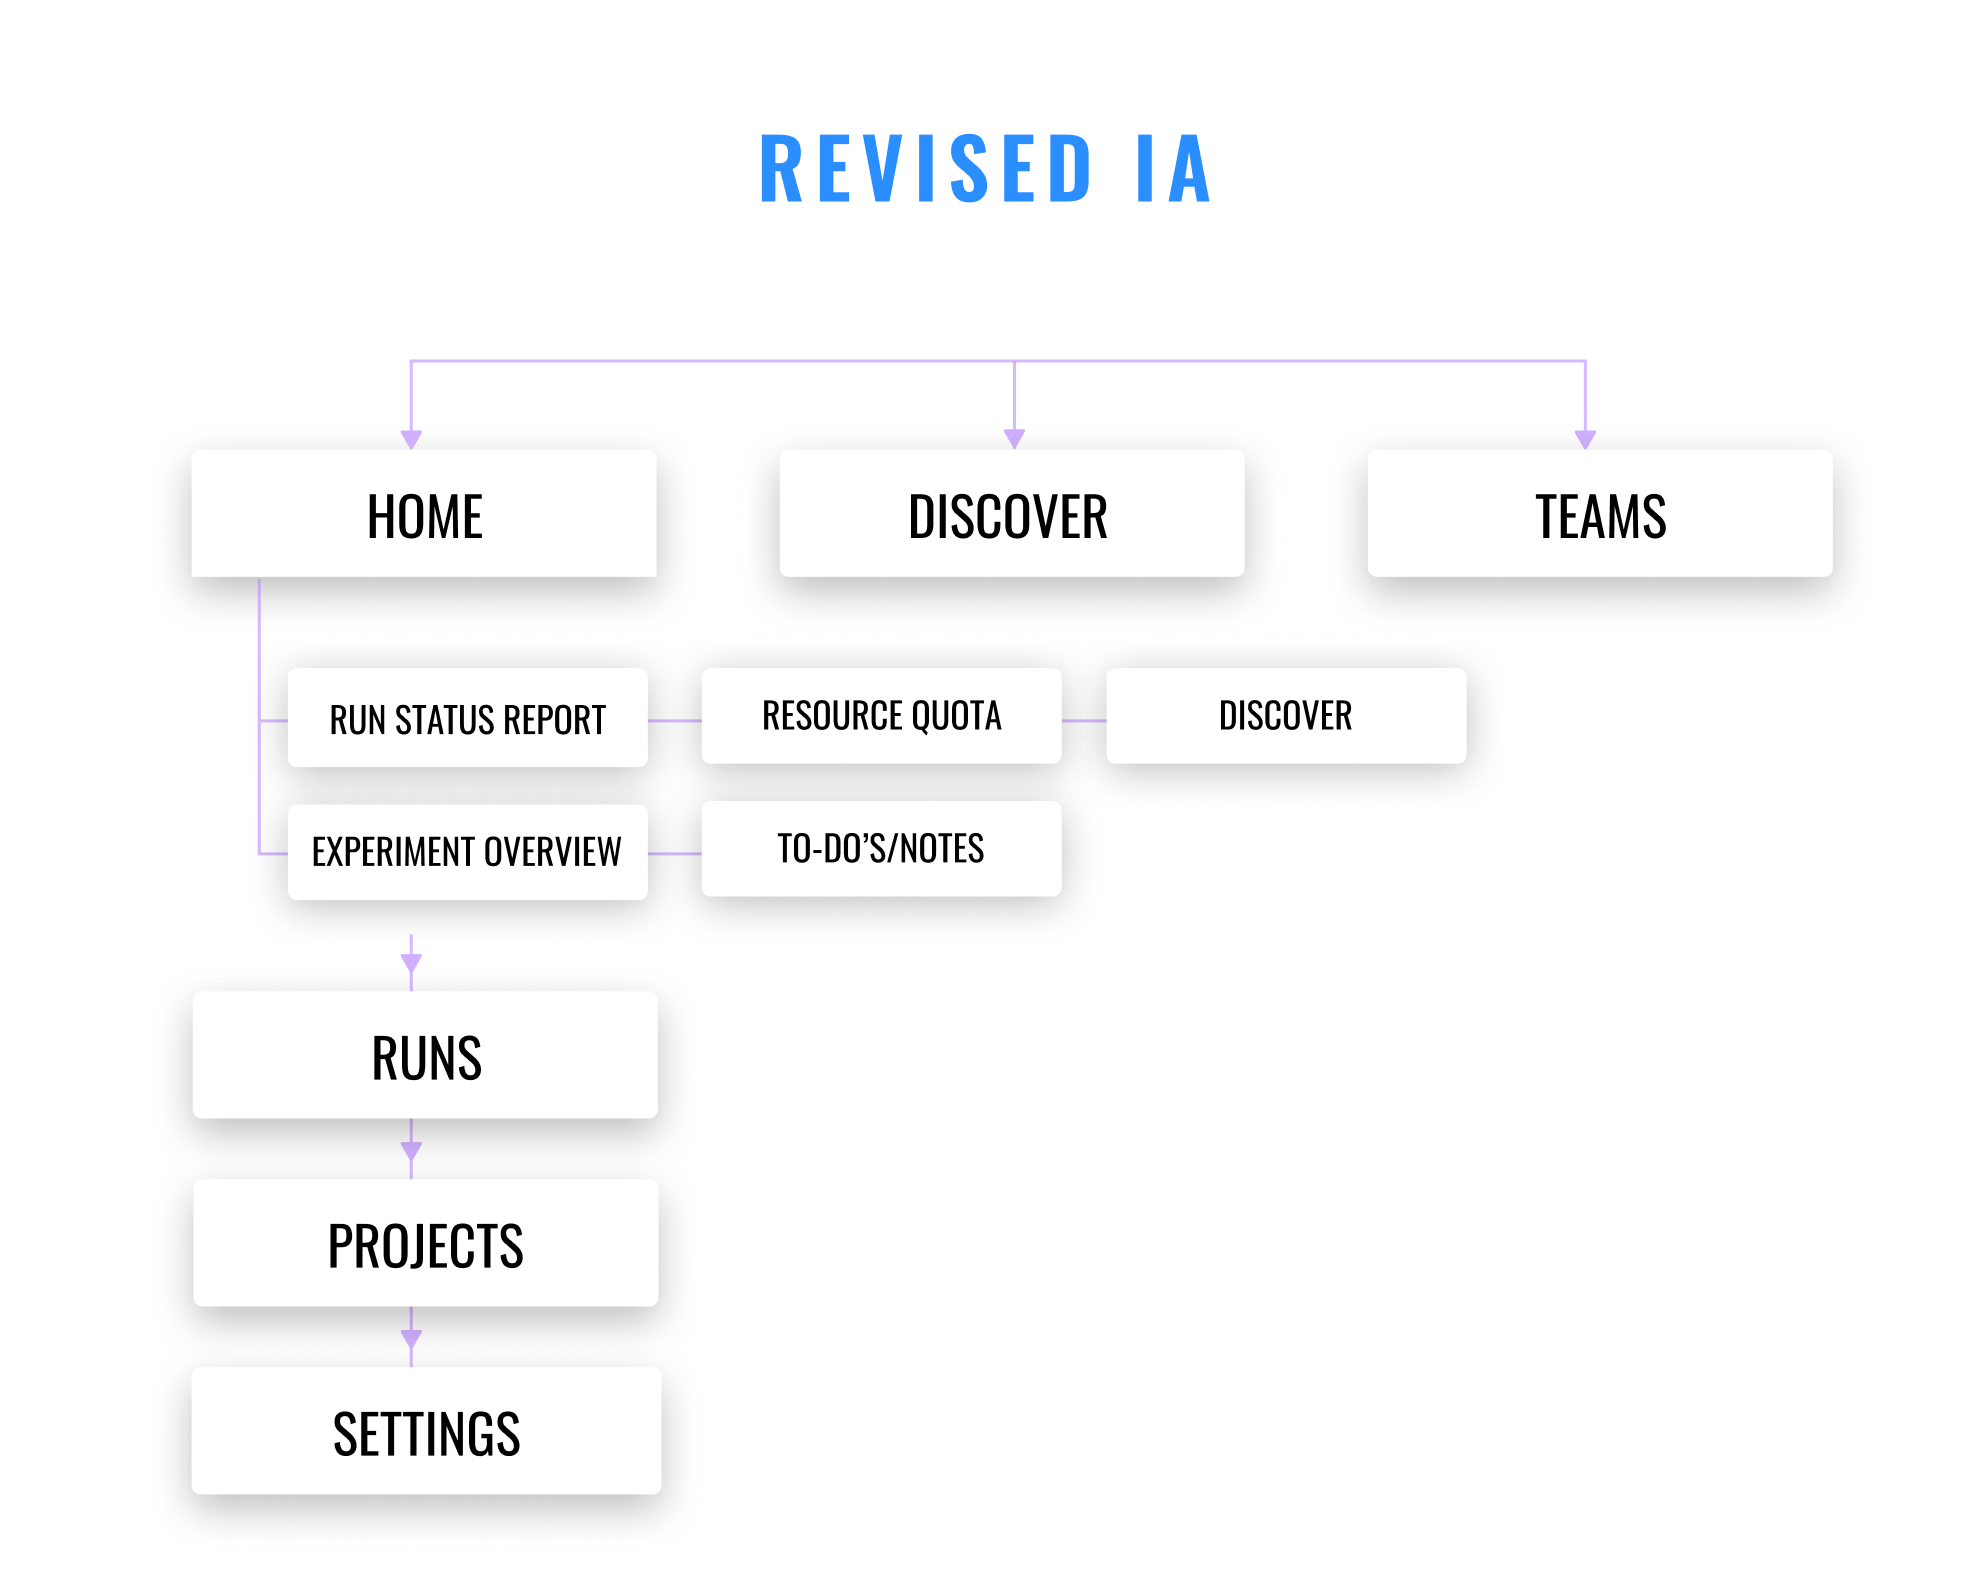 REVISED IA
HOME
DISCOVER
TEAMS
RUN STATUS REPORT
RESOURCE QUOTA
DISCOVER
EXPERIMENT OVERVIEW
TO-DO’S/NOTES
RUNS
PROJECTS
SETTINGS